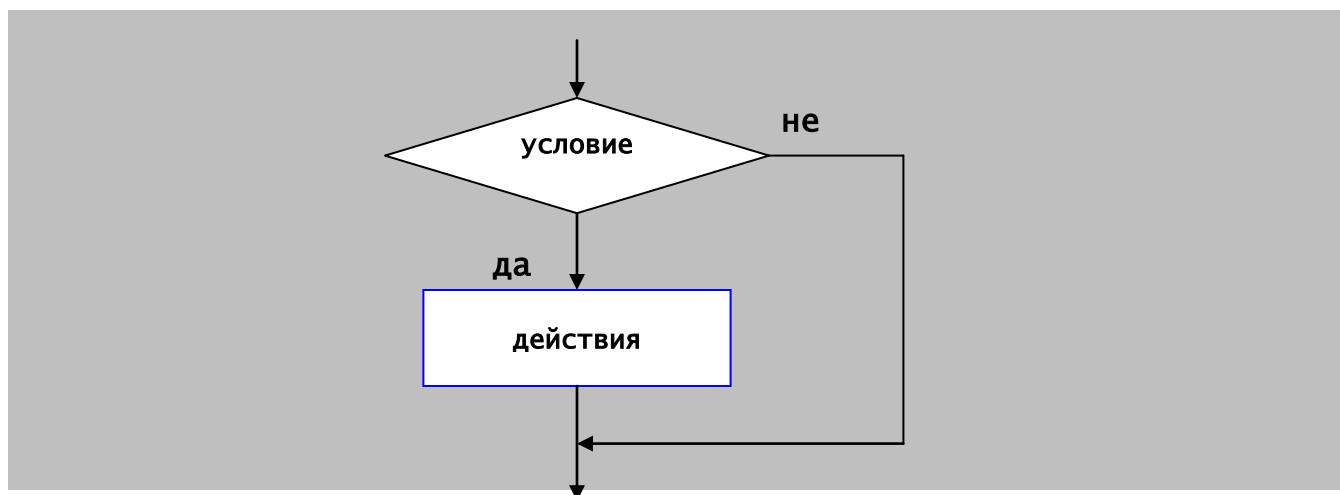 не
условие
да
действия